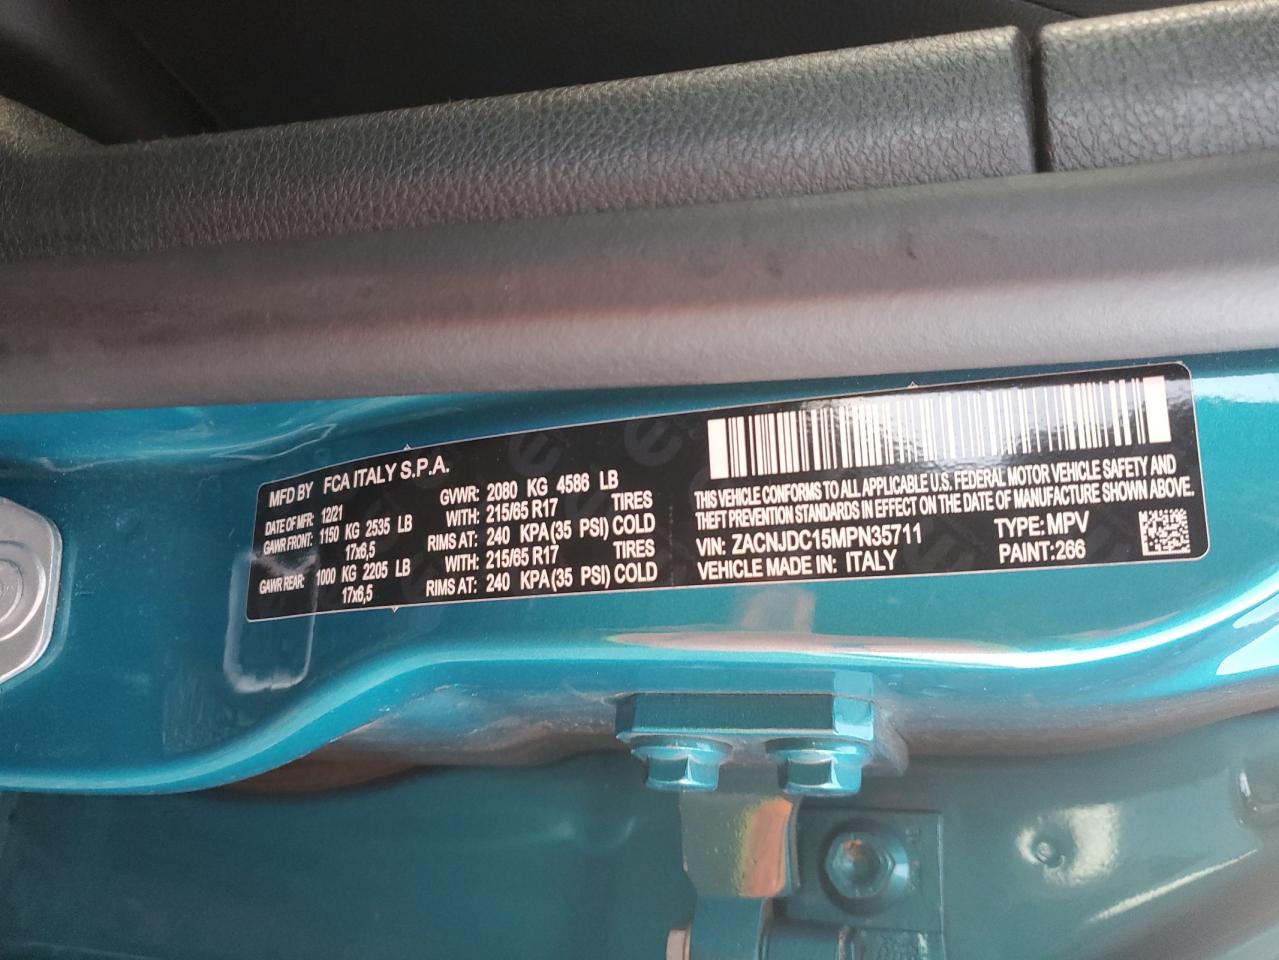 MFD BY FCA ITALY S.P.A.
DATE OF MFR: 12/21 GVWR: 2080 KG 4586 LB
GAWR FRONT: 1150 KG 2535 LB WITH: 215/65 R17 TIRES
17x6,5 RIMS AT: 240 KPA(35 PSI) COLD
GAWR REAR: 1000 KG 2205 LB WITH: 215/65 R17 TIRES
17x6,5 RIMS AT: 240 KPA(35 PSI) COLD
THIS VEHICLE CONFORMS TO ALL APPLICABLE U.S. FEDERAL MOTOR VEHICLE SAFETY AND
THEFT PREVENTION STANDARDS IN EFFECT ON THE DATE OF MANUFACTURE SHOWN ABOVE.
VIN: ZACNJDC15MPN35711 TYPE: MPV
VEHICLE MADE IN: ITALY PAINT: 266